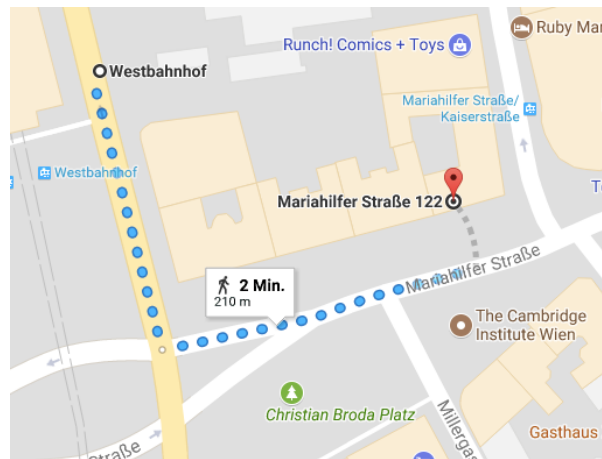 Runch! Comics + Toys
Ruby Mar
Westbahnhof
Mariahilfer Straße/
Kaiserstraße
Westbahnhof
Mariahilfer Straße 122
Mariahilfer Straße
2 Min.
210 m
The Cambridge
Institute Wien
Christian Broda Platz
Millergas
Gasthaus
straße